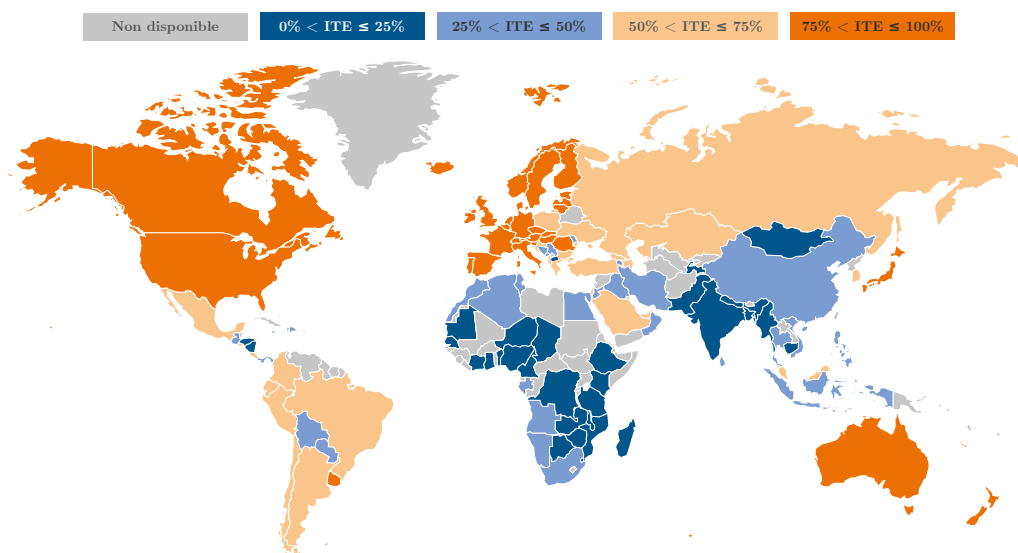 Non disponible
0% < ITE ≤ 25%
25% < ITE ≤ 50%
50% < ITE ≤ 75%
75% < ITE ≤ 100%